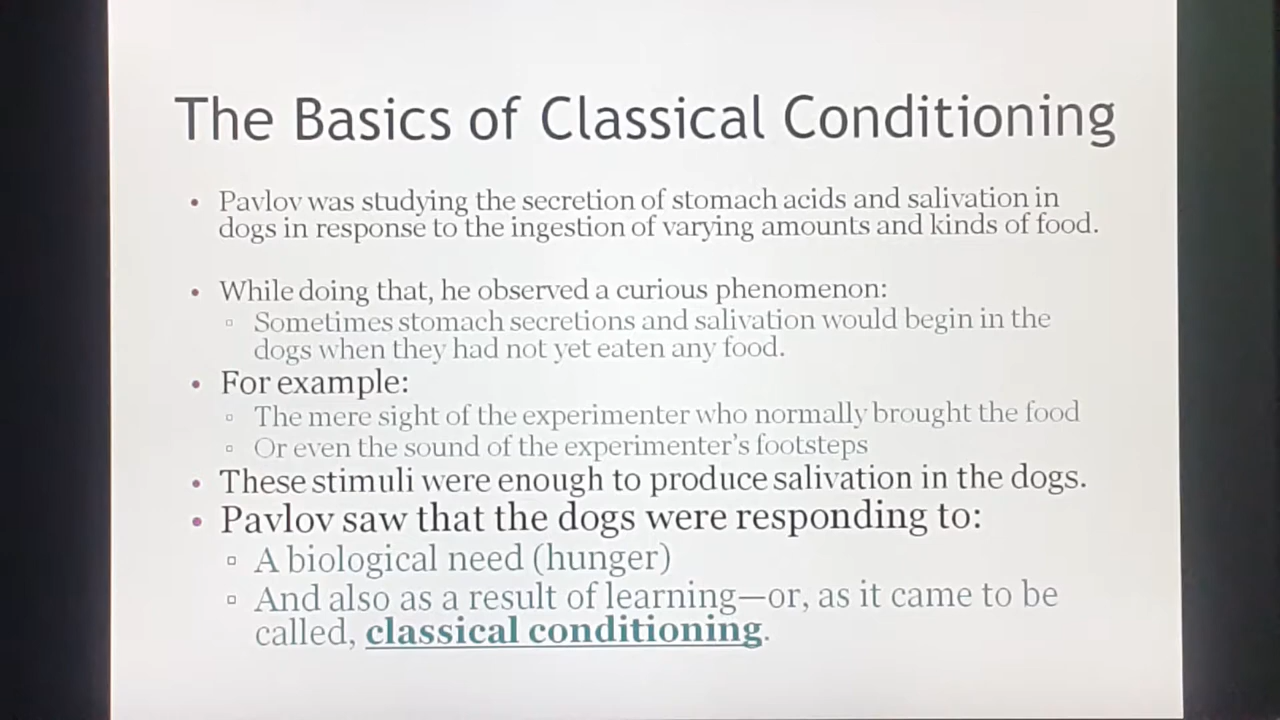 The Basics of Classical Conditioning
• Pavlov was studying the secretion of stomach acids and salivation in
dogs in response to the ingestion of varying amounts and kinds of food.
• While doing that, he observed a curious phenomenon:
▫ Sometimes stomach secretions and salivation would begin in the
dogs when they had not yet eaten any food.
• For example:
▫ The mere sight of the experimenter who normally brought the food
▫ Or even the sound of the experimenter’s footsteps
• These stimuli were enough to produce salivation in the dogs.
• Pavlov saw that the dogs were responding to:
▫ A biological need (hunger)
▫ And also as a result of learning—or, as it came to be
called, classical conditioning.